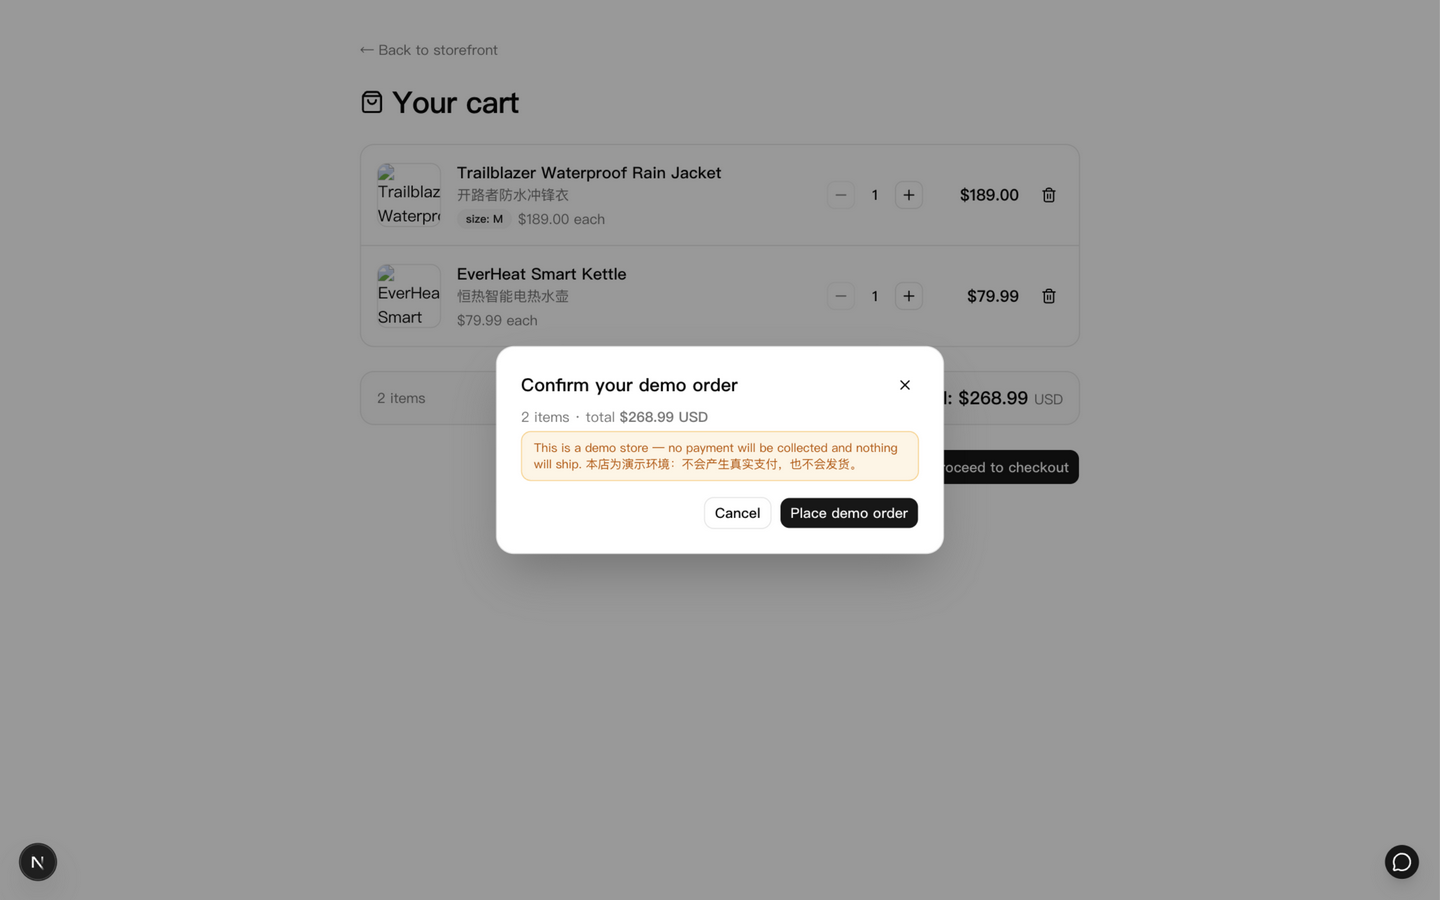 ← Back to storefront
Your cart
Trailblaz
Waterpro
Trailblazer Waterproof Rain Jacket
开路者防水冲锋衣
size: M $189.00 each
1
$189.00
EverHea
Smart
EverHeat Smart Kettle
恒热智能电热水壶
$79.99 each
1
$79.99
2 items
: $268.99 USD
Confirm your demo order
2 items · total $268.99 USD
This is a demo store — no payment will be collected and nothing
will ship. 本店为演示环境：不会产生真实支付，也不会发货。
Cancel
Place demo order
roceed to checkout
N